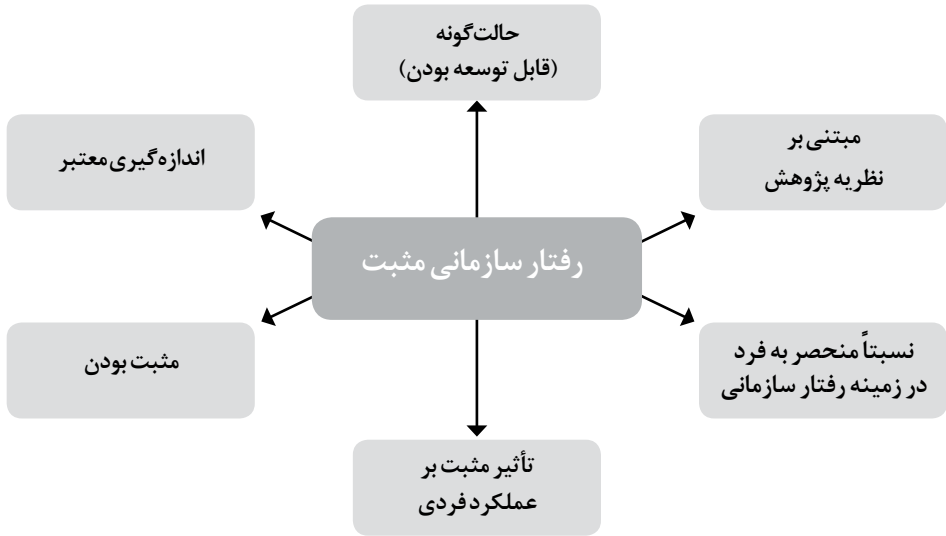 حالت‌گونه
(قابل توسعه بودن)
مبتنی بر
نظریه پژوهش
اندازه‌گیری معتبر
رفتار سازمانی مثبت
نسبتاً منحصر به فرد
در زمینه رفتار سازمانی
مثبت بودن
تأثیر مثبت بر
عملکرد فردی